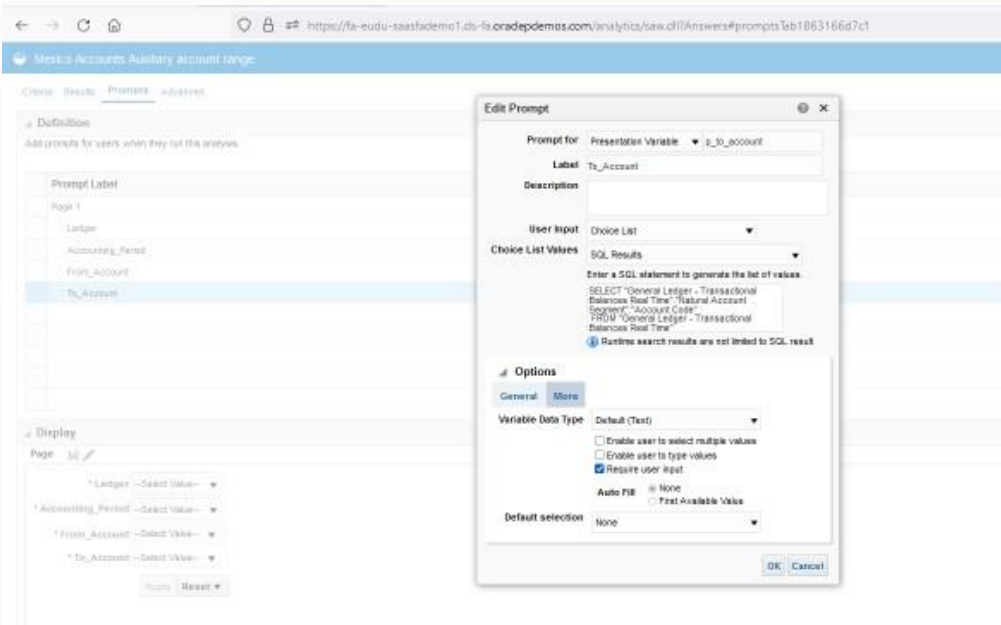 https://fa-eudu-saasfademo1.ds-fa.oradepdemos.com/analytics/saw.dll?Answers#promptsTab1863166d7c1
Mexico Accounts Auxiliary account range
Criteria Results Prompts Advanced
Definition
Add prompts for users when they run this analysis.
Prompt Label
Page 1
Ledger
Accounting_Period
From_Account
To_Account
Display
Page
* Ledger --Select Value--
* Accounting_Period --Select Value--
* From_Account --Select Value--
* To_Account --Select Value--
Apply Reset
Edit Prompt
Prompt for Presentation Variable p_to_account
Label To_Account
Description
User Input Choice List
Choice List Values SQL Results
Enter a SQL statement to generate the list of values.
SELECT "General Ledger - Transactional
Balances Real Time"."Natural Account
Segment"."Account Code"
FROM "General Ledger - Transactional
Balances Real Time"
Runtime search results are not limited to SQL result
Options
General More
Variable Data Type Default (Text)
Enable user to select multiple values
Enable user to type values
Require user input
Auto Fill None
First Available Value
Default selection None
OK Cancel